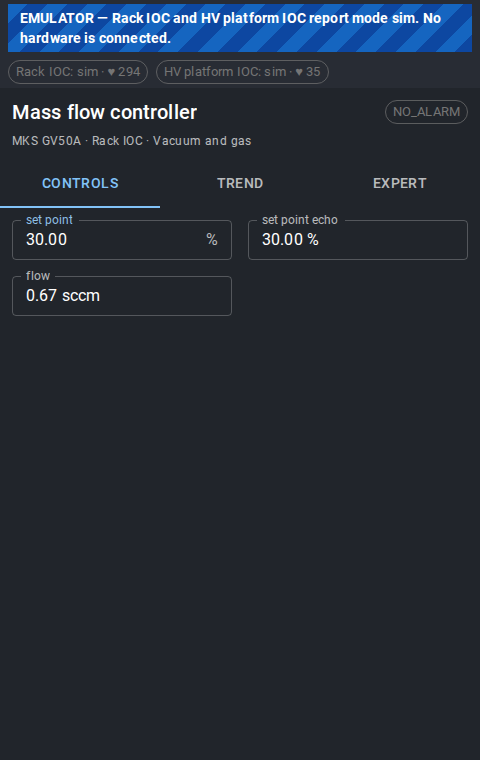 EMULATOR — Rack IOC and HV platform IOC report mode sim. No
hardware is connected.
Rack IOC: sim · ♥ 294
HV platform IOC: sim · ♥ 35
Mass flow controller
NO_ALARM
MKS GV50A · Rack IOC · Vacuum and gas
CONTROLS
TREND
EXPERT
set point
30.00 %
set point echo
30.00 %
flow
0.67 sccm